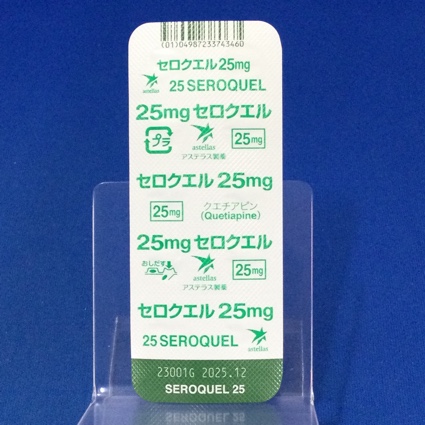 (01)04987233743460
セロクエル25mg
astellas 25 SEROQUEL
25mg セロクエル
プラ astellas 25mg
アステラス製薬
セロクエル 25mg
25mg クエチアピン
(Quetiapine)
25mg セロクエル
おしだす astellas 25mg
アステラス製薬
セロクエル 25mg
25 SEROQUEL astellas
23001G 2025.12
SEROQUEL 25